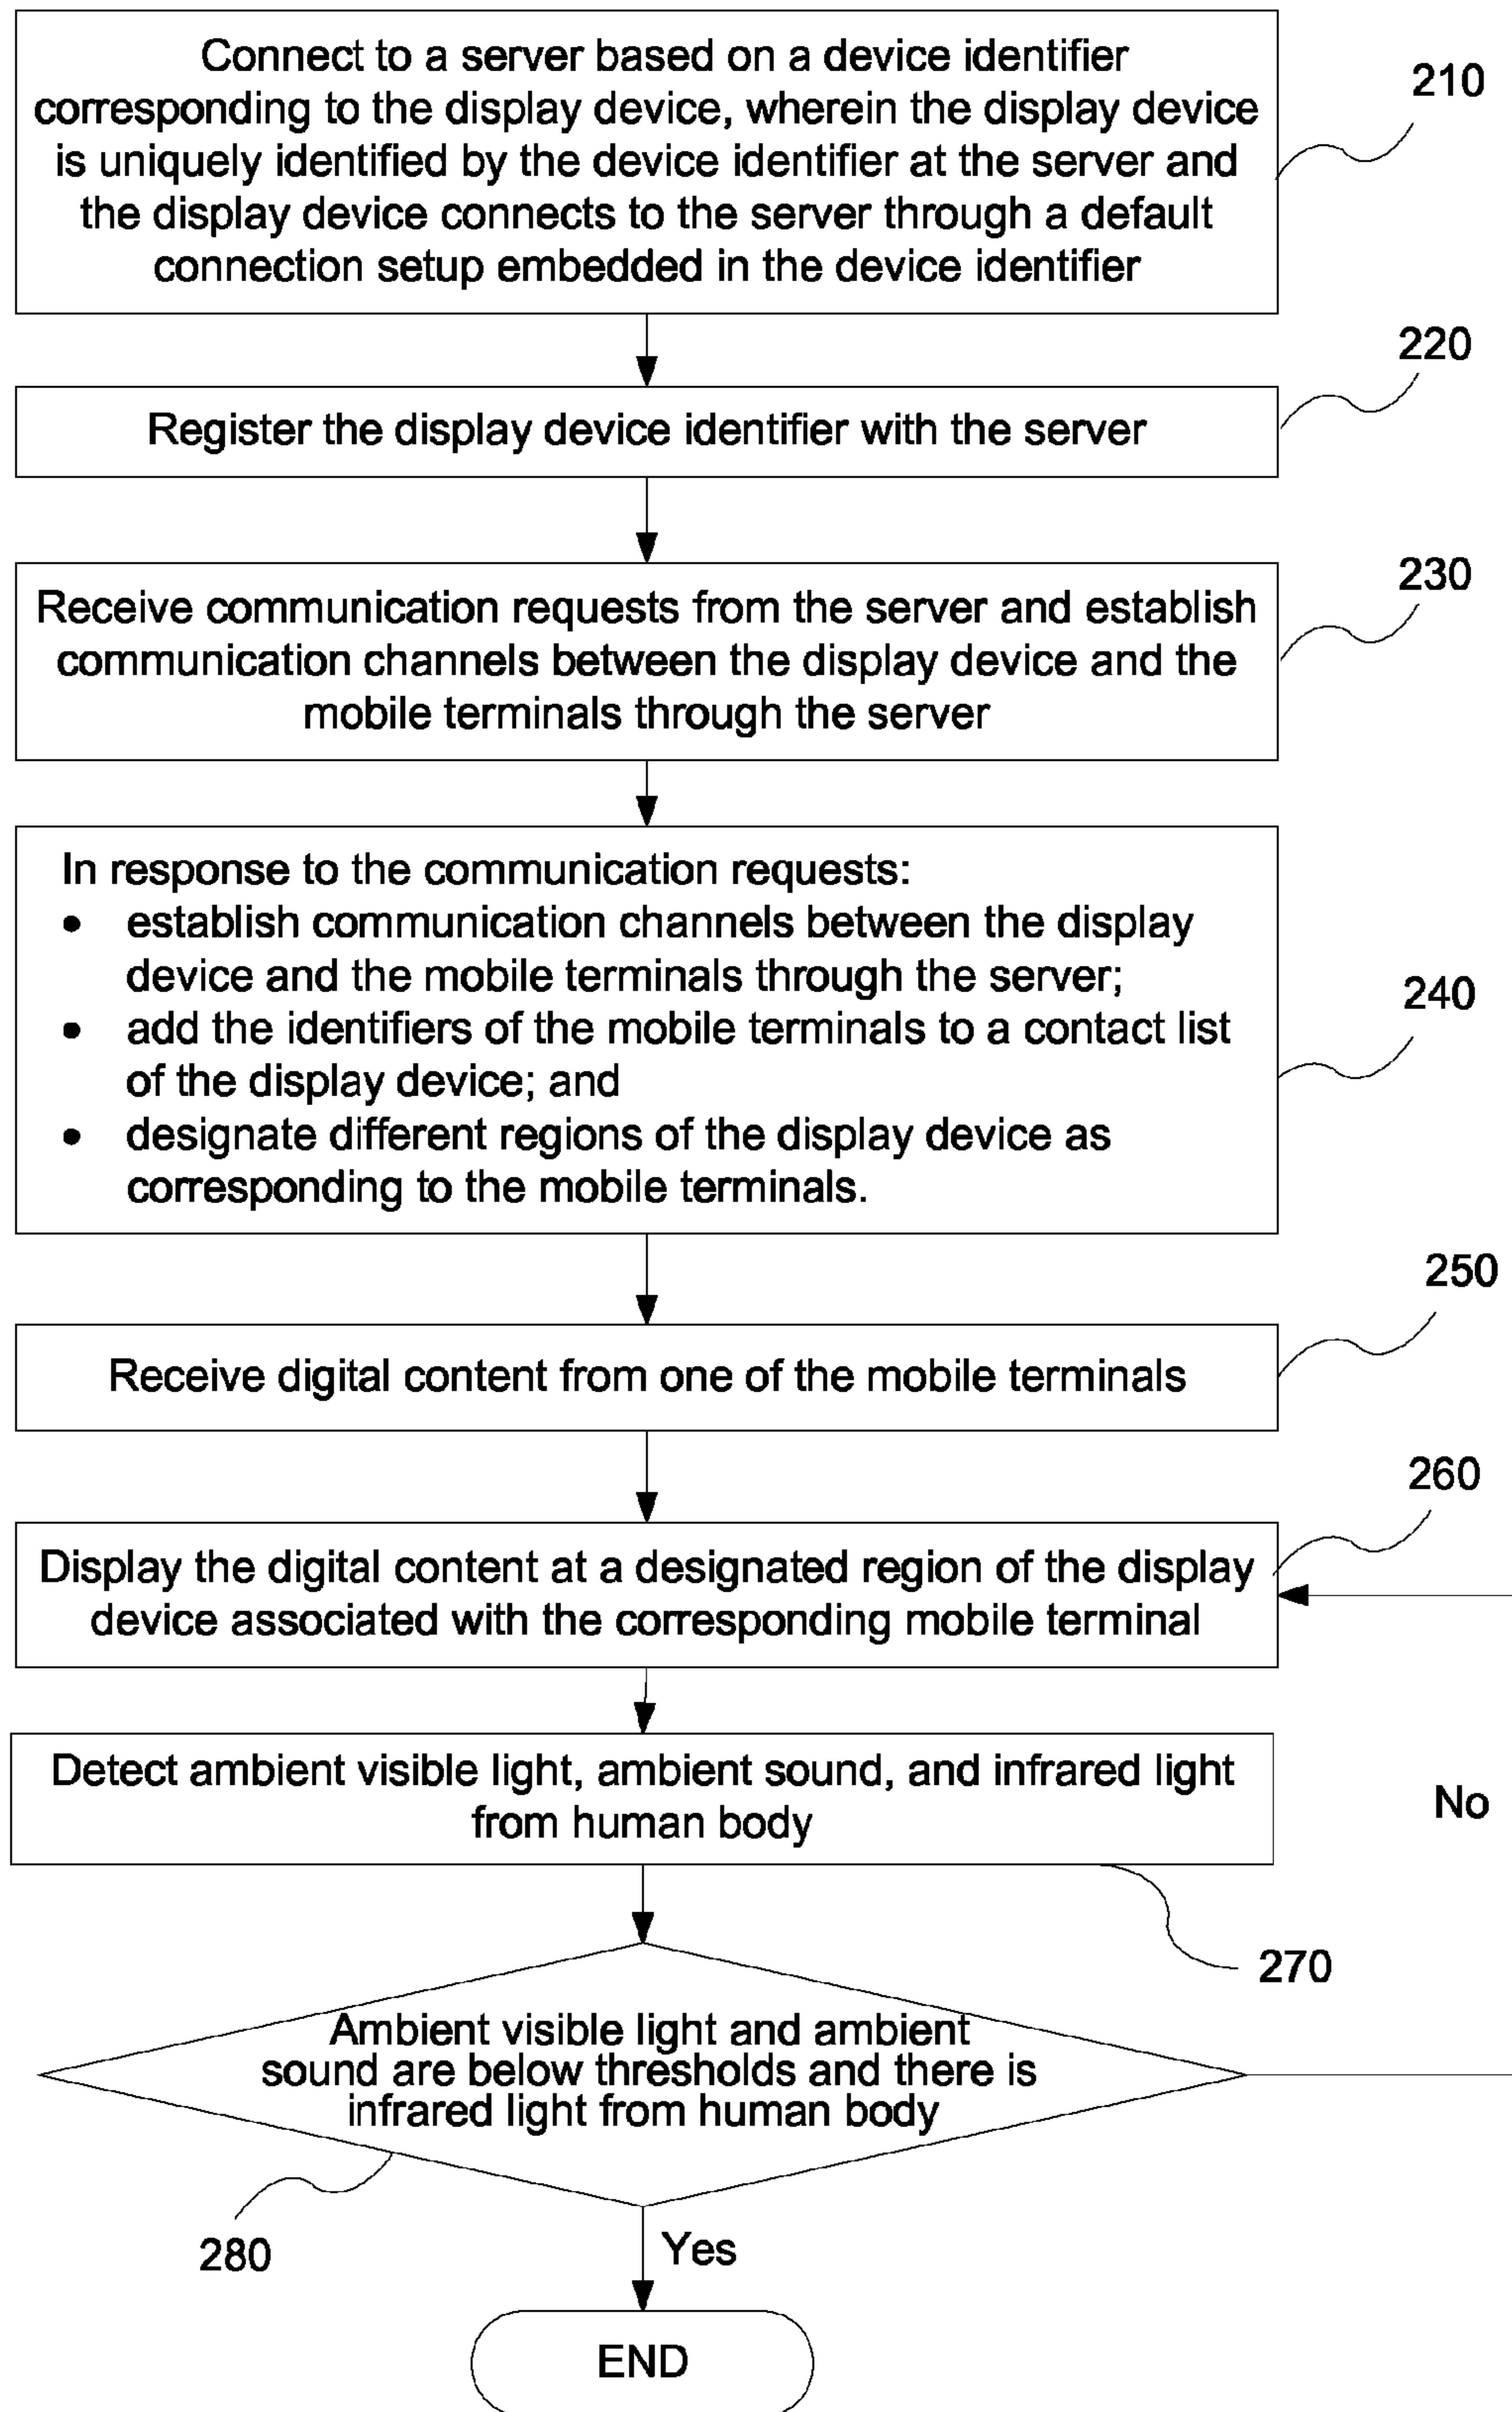 Connect to a server based on a device identifier
corresponding to the display device, wherein the display device
is uniquely identified by the device identifier at the server and
the display device connects to the server through a default
connection setup embedded in the device identifier
210
220
Register the display device identifier with the server
230
Receive communication requests from the server and establish
communication channels between the display device and the
mobile terminals through the server
In response to the communication requests:
• establish communication channels between the display
device and the mobile terminals through the server;
• add the identifiers of the mobile terminals to a contact list
of the display device; and
• designate different regions of the display device as
corresponding to the mobile terminals.
240
250
Receive digital content from one of the mobile terminals
260
Display the digital content at a designated region of the display
device associated with the corresponding mobile terminal
Detect ambient visible light, ambient sound, and infrared light
from human body
No
270
Ambient visible light and ambient
sound are below thresholds and there is
infrared light from human body
280
Yes
END